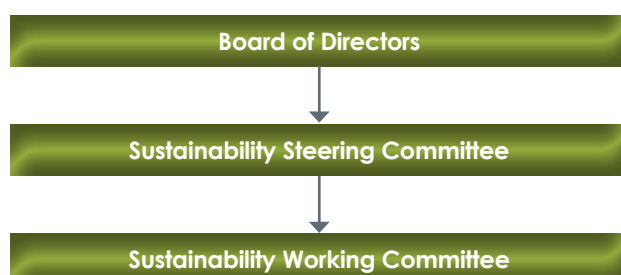 Board of Directors
Sustainability Steering Committee
Sustainability Working Committee